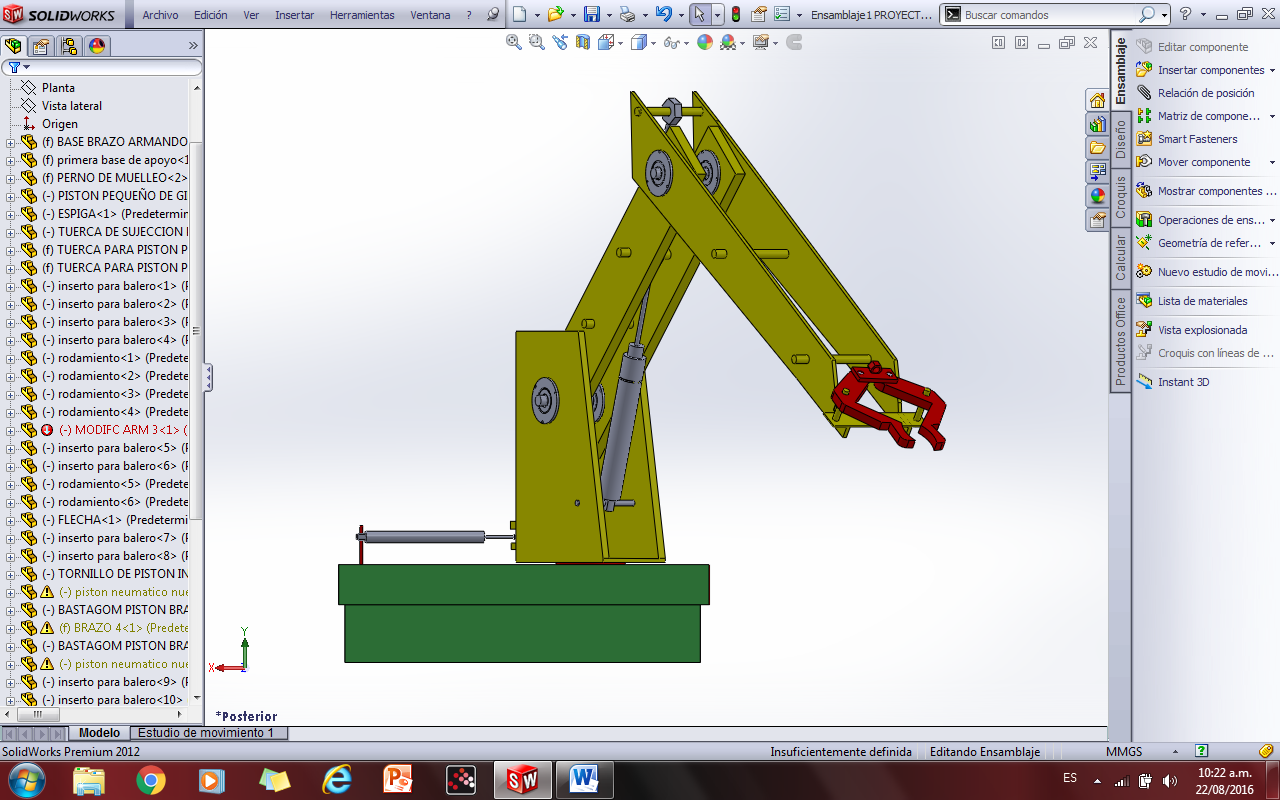 SOLIDWORKS Archivo Edición Ver Insertar Herramientas Ventana ? Ensamblaje1 PROYECT... Buscar comandos ?
Planta
Vista lateral
Origen
(f) BASE BRAZO ARMANDO
(f) primera base de apoyo<1
(f) PERNO DE MUELLEO<2>
(-) PISTON PEQUEÑO DE GI
(-) ESPIGA<1> (Predetermin
(-) TUERCA DE SUJECCION
(f) TUERCA PARA PISTON P
(f) TUERCA PARA PISTON P
(-) inserto para balero<1> (F
(-) inserto para balero<2> (F
(-) inserto para balero<3> (F
(-) inserto para balero<4> (F
(-) rodamiento<1> (Predete
(-) rodamiento<2> (Predete
(-) rodamiento<3> (Predete
(-) rodamiento<4> (Predete
(-) MODIFC ARM 3<1> (
(-) inserto para balero<5> (F
(-) inserto para balero<6> (F
(-) rodamiento<5> (Predete
(-) rodamiento<6> (Predete
(-) FLECHA<1> (Predetermi
(-) inserto para balero<7> (F
(-) inserto para balero<8> (F
(-) TORNILLO DE PISTON IN
(-) piston neumatico nue
(-) BASTAGOM PISTON BRA
(f) BRAZO 4<1> (Predete
(-) BASTAGOM PISTON BRA
(-) piston neumatico nue
(-) inserto para balero<9> (F
(-) inserto para balero<10>
Y
X
*Posterior
Ensamblaje
Diseño
Croquis
Calcular
Productos Office
Editar componente
Insertar componentes
Relación de posición
Matriz de compone...
Smart Fasteners
Mover componente
Mostrar componentes ...
Operaciones de ens...
Geometría de refer...
Nuevo estudio de movi...
Lista de materiales
Vista explosionada
Croquis con líneas de ...
Instant 3D
Modelo Estudio de movimiento 1
SolidWorks Premium 2012 Insuficientemente definida Editando Ensamblaje MMGS ?
ES 10:22 a.m.
22/08/2016